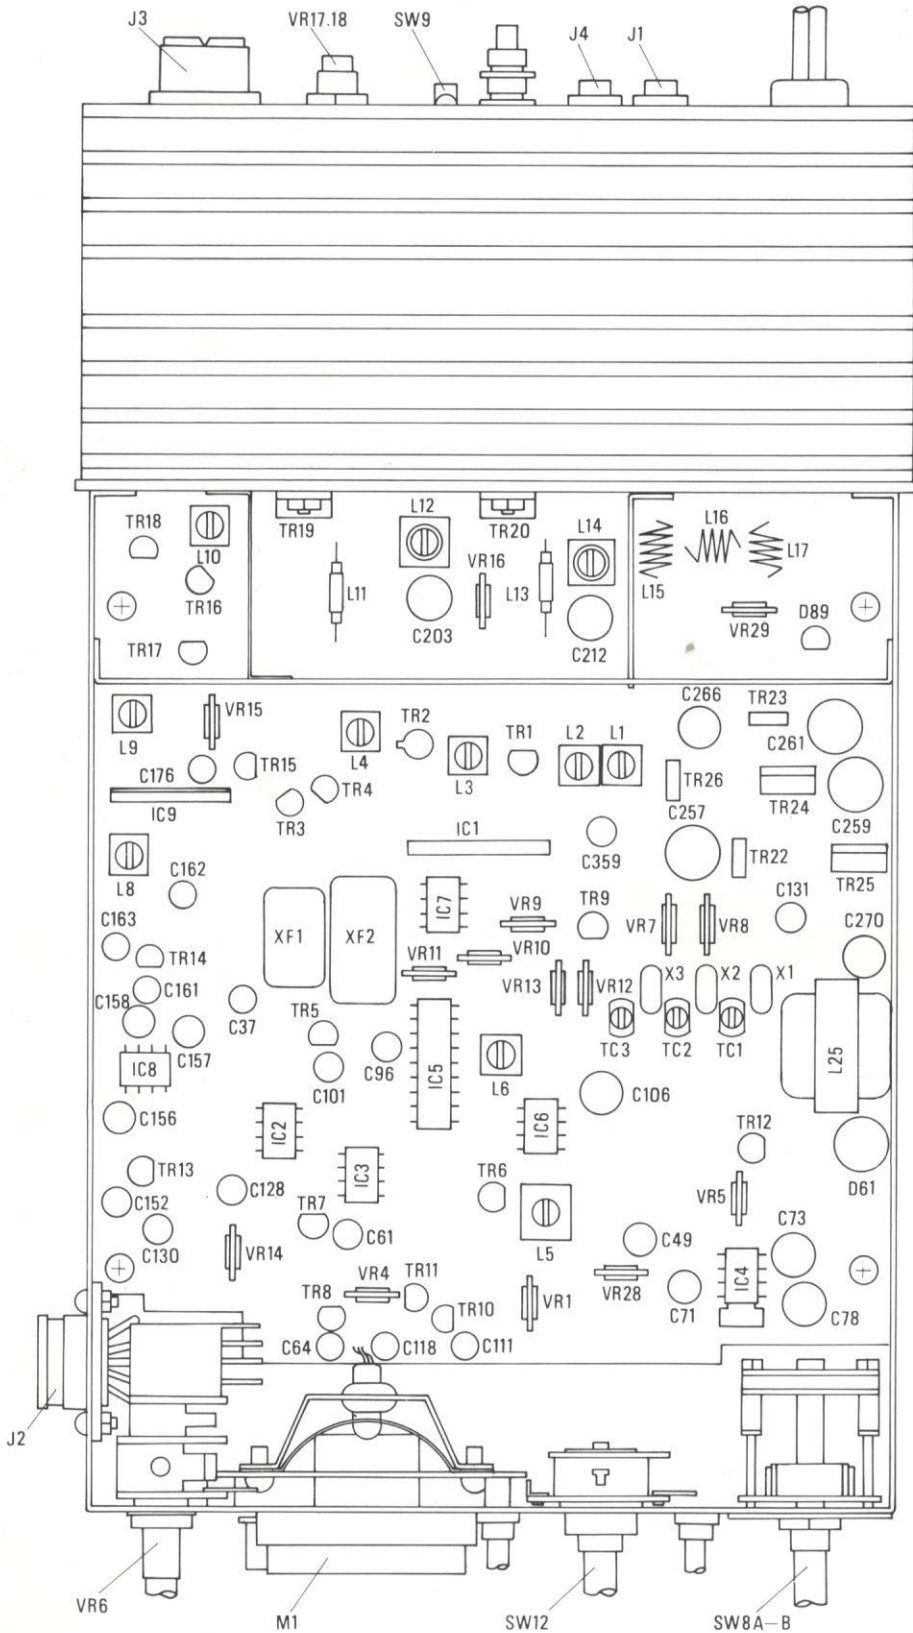 J3
VR17.18
SW9
J4
J1
TR18
L10
TR19
L12
TR20
L14
L16
L17
TR16
L11
VR16
L13
L15
VR29
D89
TR17
C203
C212
C266
TR23
L9
VR15
L4
TR2
TR1
L2
L1
C261
C176
TR15
TR4
L3
TR26
TR24
IC9
TR3
IC1
C257
C259
C359
TR22
L8
C162
TR25
C163
XF1
XF2
IC7
VR9
TR9
VR7
VR8
C131
C270
TR14
VR11
VR10
C161
VR13
VR12
X3
X2
X1
C158
C37
TR5
C157
TC3
TC2
TC1
IC8
C101
C96
IC5
L6
L25
C106
C156
IC2
IC6
TR12
TR13
IC3
D61
C152
C128
TR7
TR6
VR5
C130
VR14
C61
L5
C49
C73
VR4
TR11
IC4
TR8
TR10
VR1
VR28
C71
C78
C64
C118
C111
J2
VR6
M1
SW12
SW8A–B